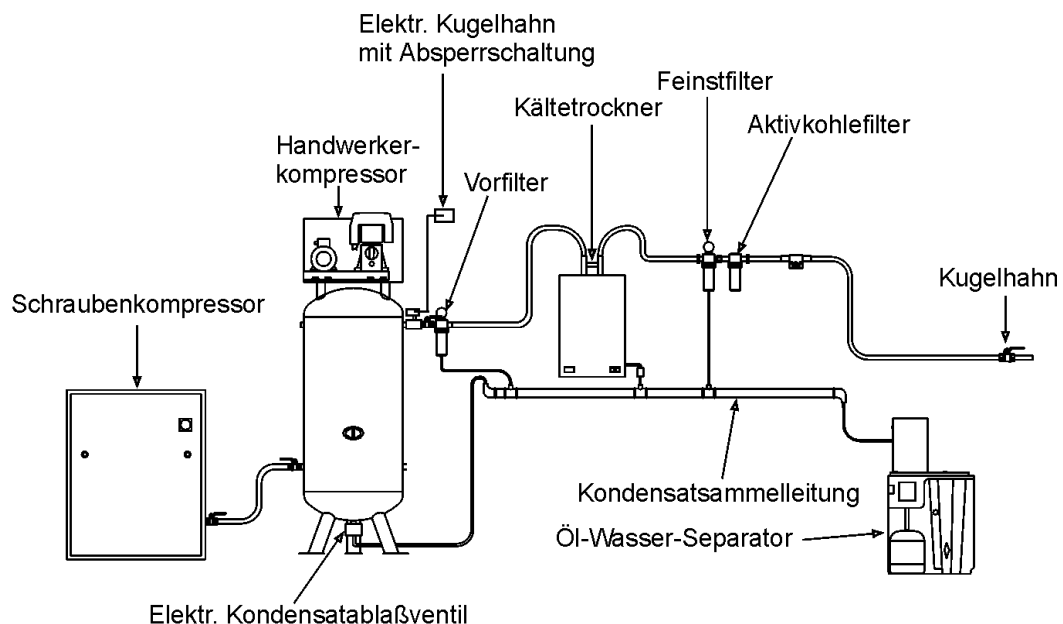 Elektr. Kugelhahn
mit Absperrschaltung
Feinstfilter
Kältetrockner
Aktivkohlefilter
Handwerker-
kompressor
Vorfilter
Kugelhahn
Schraubenkompressor
Kondensatsammelleitung
Öl-Wasser-Separator
Elektr. Kondensatablaßventil